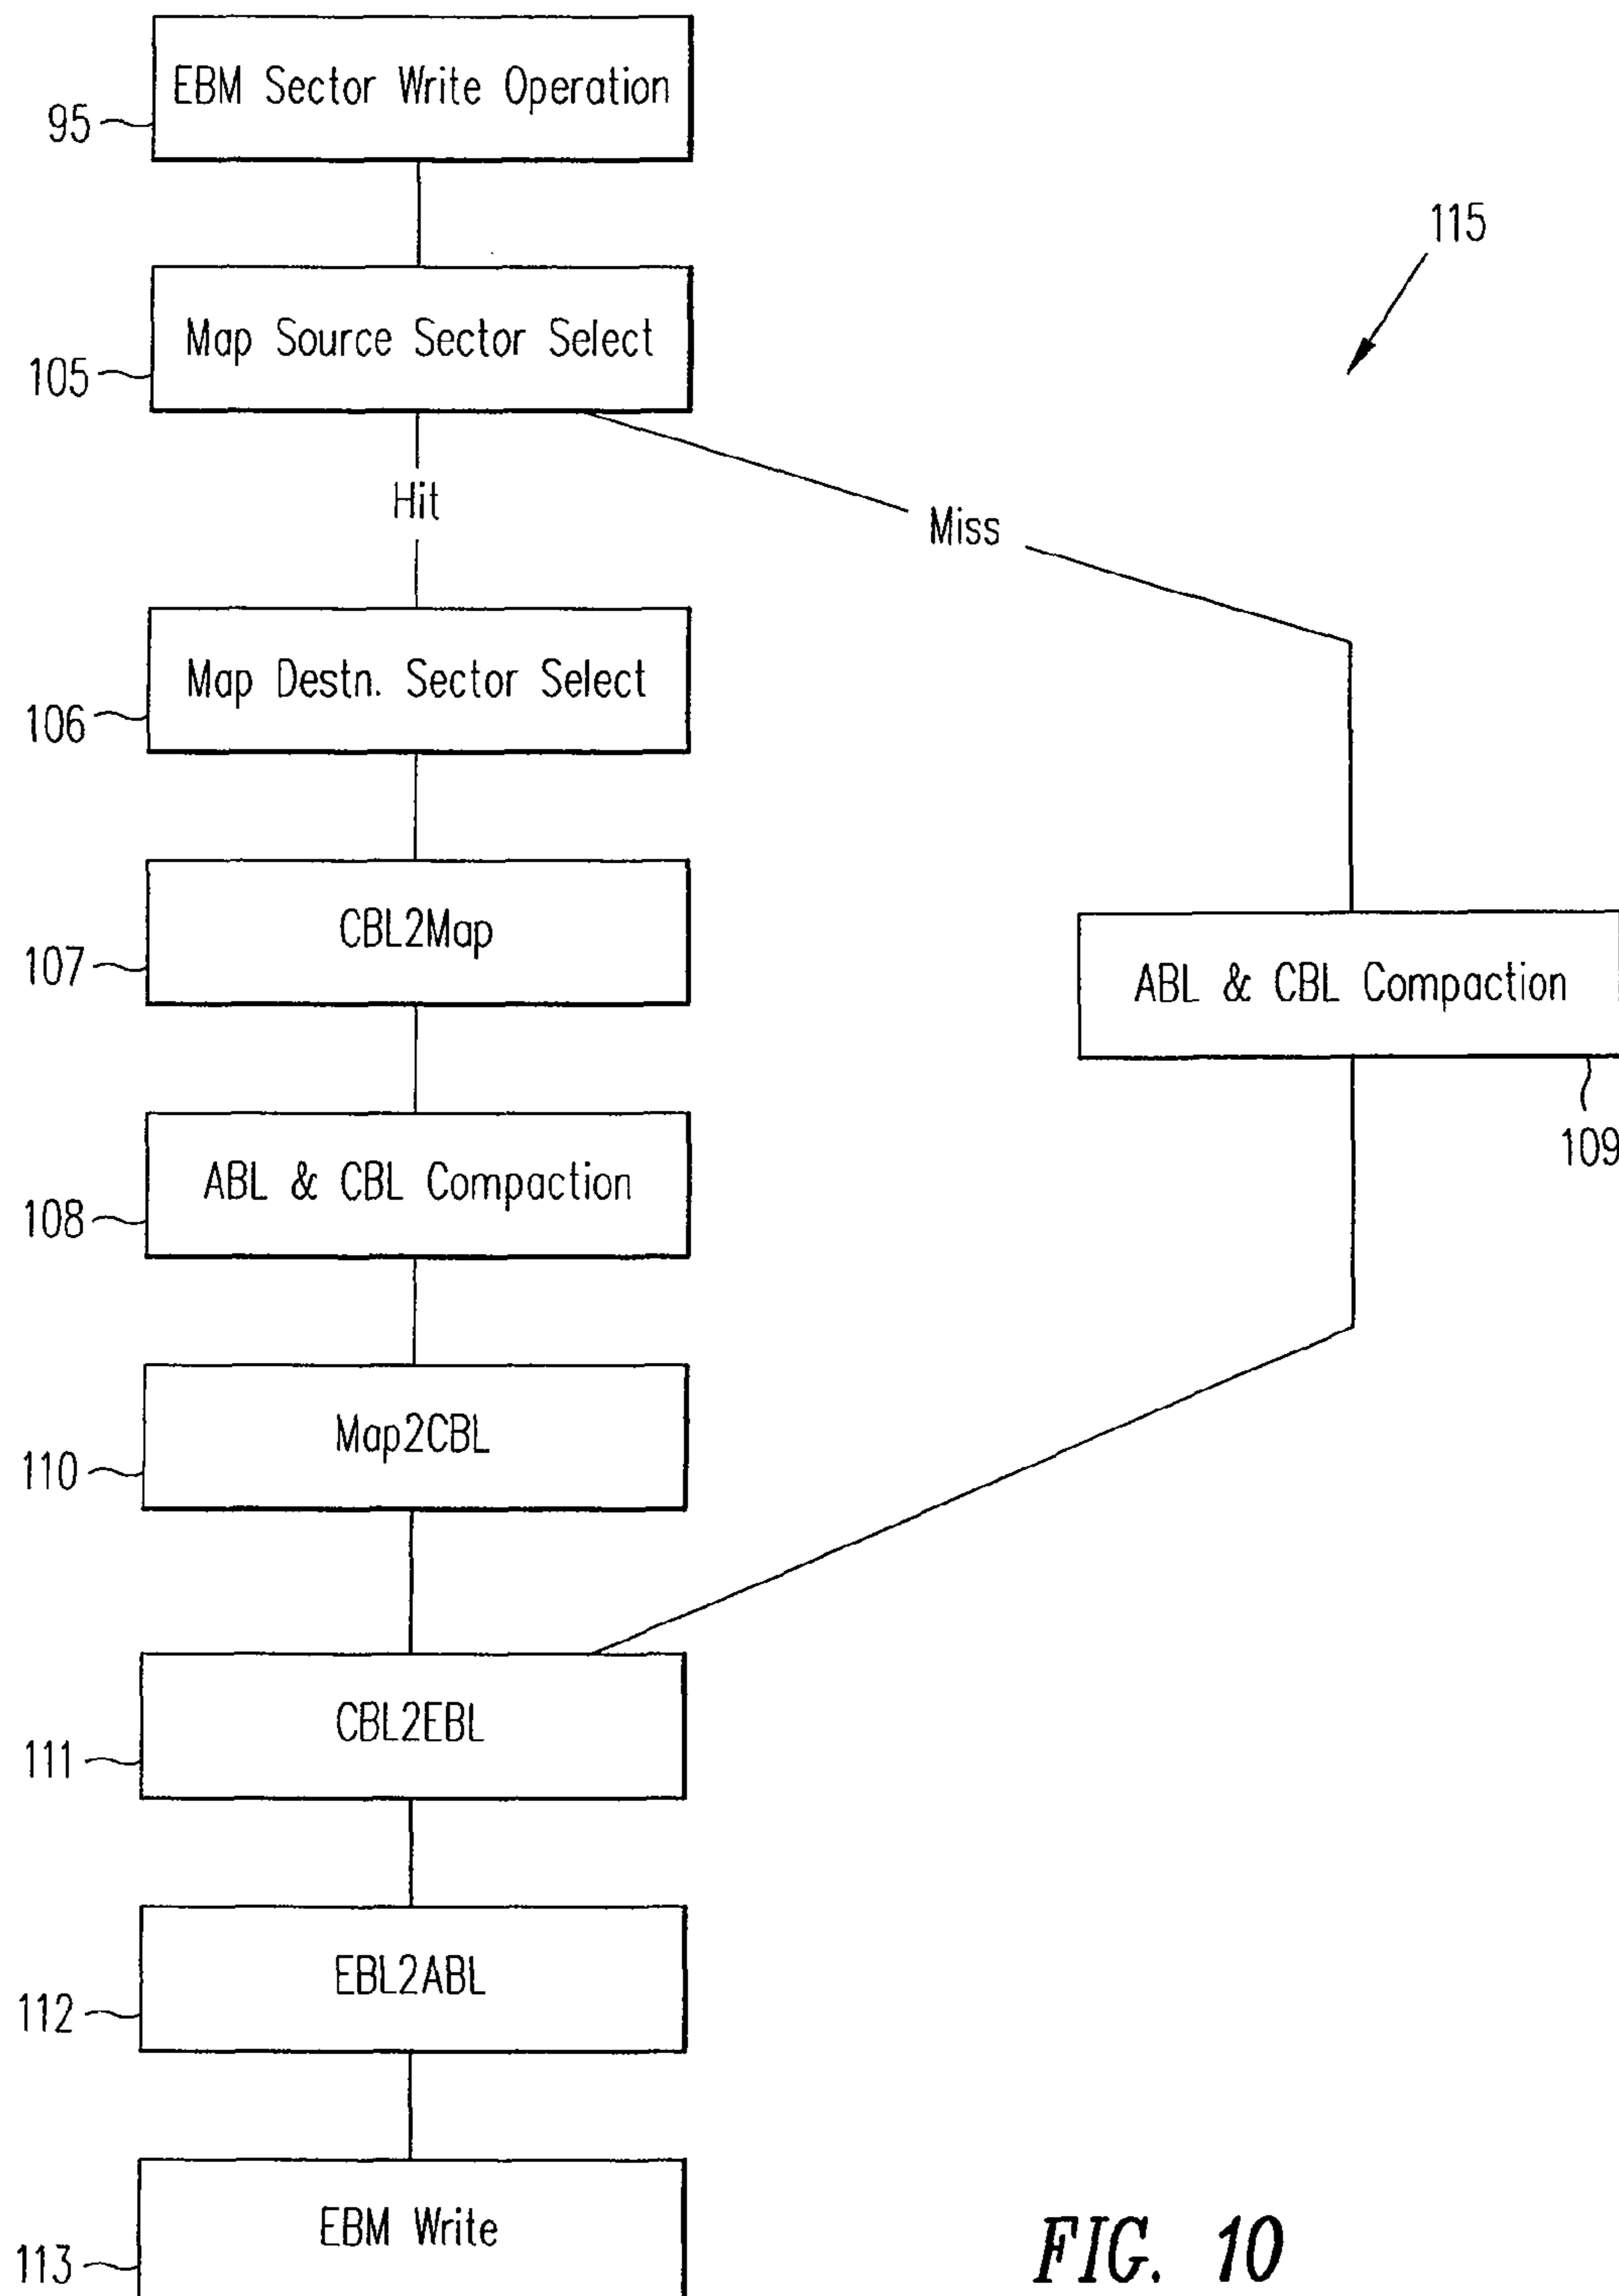 EBM Sector Write Operation
95
115
Map Source Sector Select
105
Hit
Miss
Map Destn. Sector Select
106
CBL2Map
107
ABL & CBL Compaction
109
ABL & CBL Compaction
108
Map2CBL
110
CBL2EBL
111
EBL2ABL
112
EBM Write
113
FIG. 10